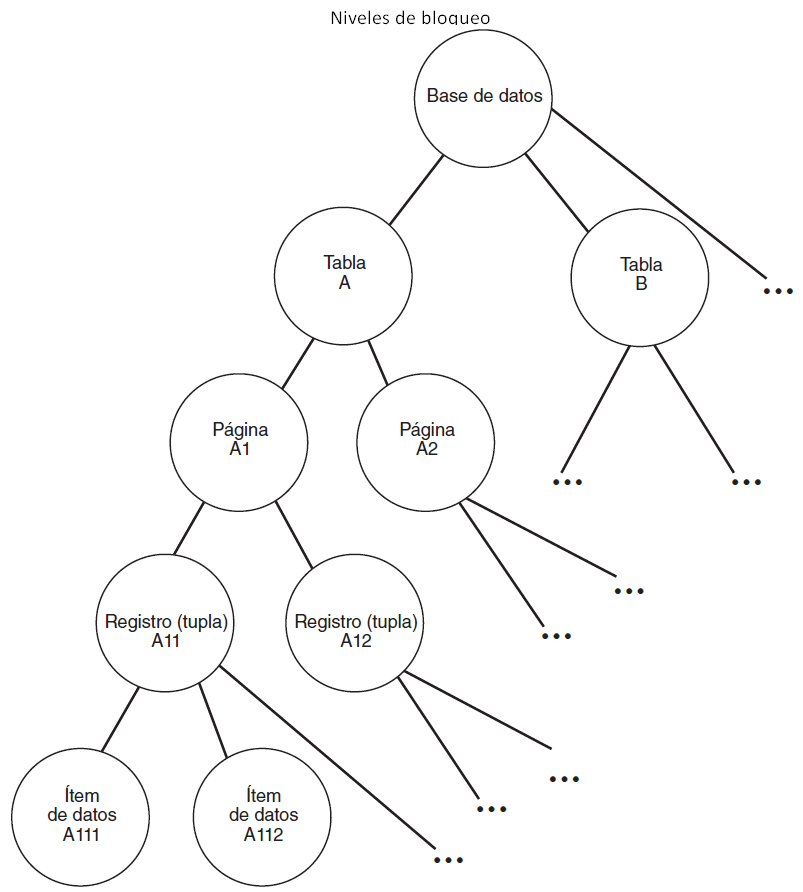 Niveles de bloqueo
Base de datos
Tabla
A
Tabla
B
...
Página
A1
Página
A2
...
...
Registro (tupla)
A11
Registro (tupla)
A12
...
...
Ítem
de datos
A111
Ítem
de datos
A112
...
...
...